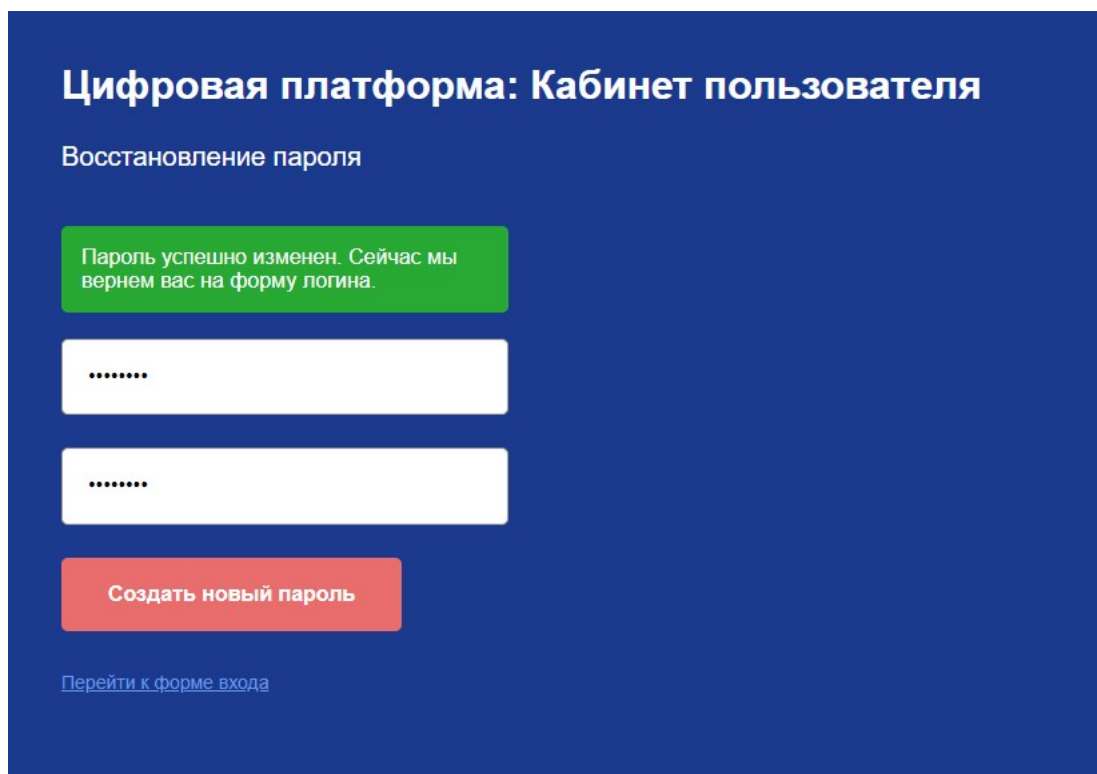 Цифровая платформа: Кабинет пользователя
Восстановление пароля
Пароль успешно изменен. Сейчас мы
вернем вас на форму логина.
••••••••
••••••••
Создать новый пароль
Перейти к форме входа